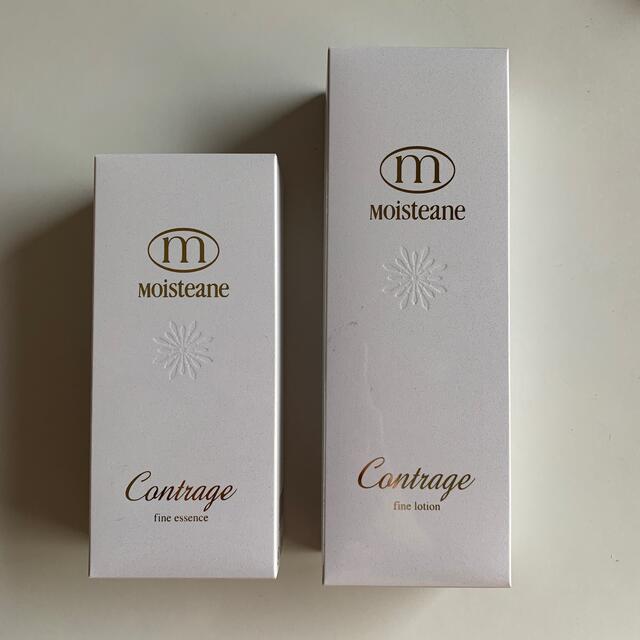 m
Moisteane
Contrage
fine essence
m
Moisteane
Contrage
fine lotion